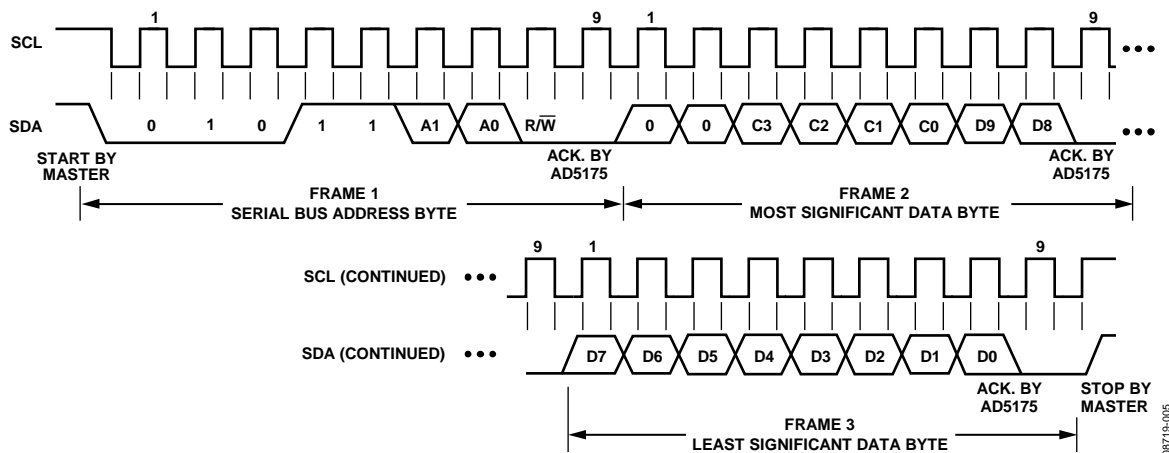 1 9 1 9
SCL
SDA 0 1 0 1 1 A1 A0 R/W̅ 0 0 C3 C2 C1 C0 D9 D8
START BY
MASTER
ACK. BY
AD5175
ACK. BY
AD5175
FRAME 1
SERIAL BUS ADDRESS BYTE
FRAME 2
MOST SIGNIFICANT DATA BYTE
9 1 9
SCL (CONTINUED)
SDA (CONTINUED) D7 D6 D5 D4 D3 D2 D1 D0
ACK. BY
AD5175
STOP BY
MASTER
FRAME 3
LEAST SIGNIFICANT DATA BYTE
08719-005